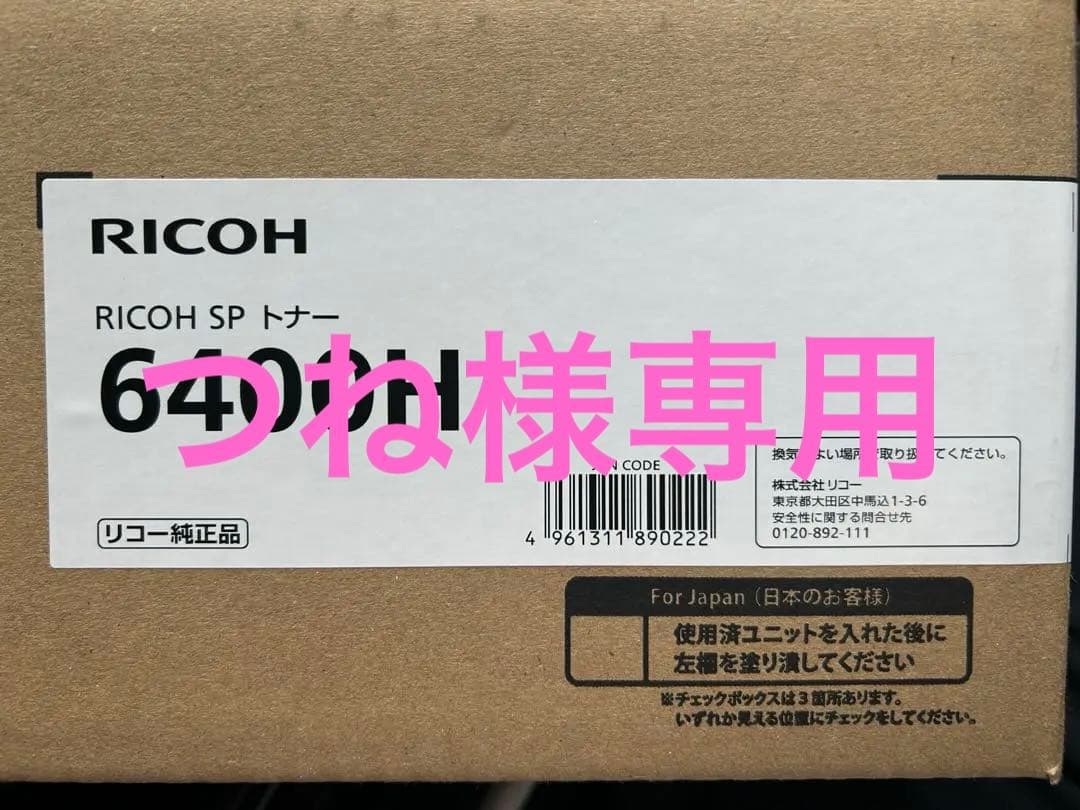 RICOH
RICOH SP トナー
6400H
つね様専用
換気 よい場所で取り扱 てください。
JAN CODE
株式会社リコー
東京都大田区中馬込1-3-6
安全性に関する問合せ先
0120-892-111
リコー純正品
4 961311 890222
For Japan (日本のお客様)
使用済ユニットを入れた後に
左欄を塗り潰してください
※チェックボックスは3箇所あります。
いずれか見える位置にチェックをしてください。